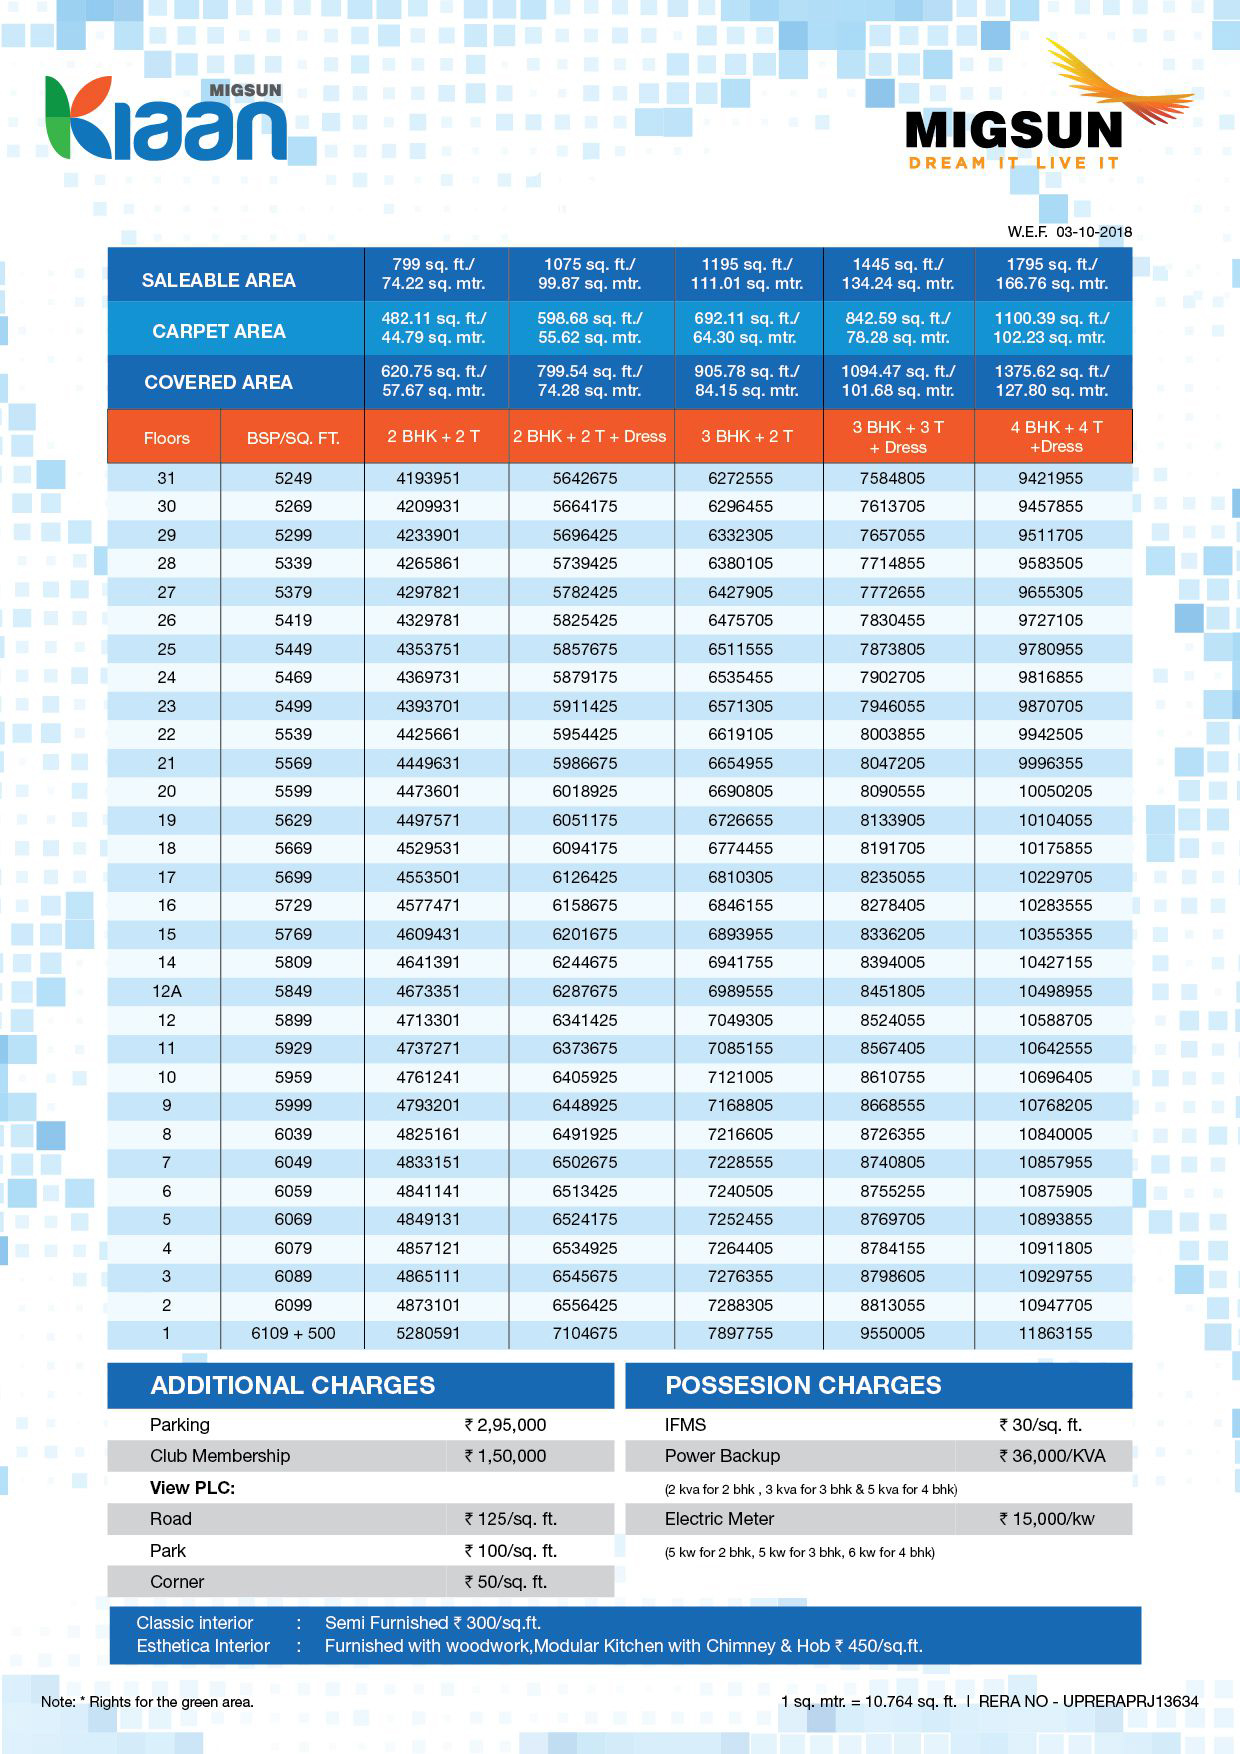 MIGSUN
Kiaan
MIGSUN
DREAM IT LIVE IT
W.E.F. 03-10-2018
SALEABLE AREA 799 sq. ft./ 74.22 sq. mtr. 1075 sq. ft./ 99.87 sq. mtr. 1195 sq. ft./ 111.01 sq. mtr. 1445 sq. ft./ 134.24 sq. mtr. 1795 sq. ft./ 166.76 sq. mtr.
CARPET AREA 482.11 sq. ft./ 44.79 sq. mtr. 598.68 sq. ft./ 55.62 sq. mtr. 692.11 sq. ft./ 64.30 sq. mtr. 842.59 sq. ft./ 78.28 sq. mtr. 1100.39 sq. ft./ 102.23 sq. mtr.
COVERED AREA 620.75 sq. ft./ 57.67 sq. mtr. 799.54 sq. ft./ 74.28 sq. mtr. 905.78 sq. ft./ 84.15 sq. mtr. 1094.47 sq. ft./ 101.68 sq. mtr. 1375.62 sq. ft./ 127.80 sq. mtr.
Floors BSP/SQ. FT. 2 BHK + 2 T 2 BHK + 2 T + Dress 3 BHK + 2 T 3 BHK + 3 T + Dress 4 BHK + 4 T +Dress
31 5249 4193951 5642675 6272555 7584805 9421955
30 5269 4209931 5664175 6296455 7613705 9457855
29 5299 4233901 5696425 6332305 7657055 9511705
28 5339 4265861 5739425 6380105 7714855 9583505
27 5379 4297821 5782425 6427905 7772655 9655305
26 5419 4329781 5825425 6475705 7830455 9727105
25 5449 4353751 5857675 6511555 7873805 9780955
24 5469 4369731 5879175 6535455 7902705 9816855
23 5499 4393701 5911425 6571305 7946055 9870705
22 5539 4425661 5954425 6619105 8003855 9942505
21 5569 4449631 5986675 6654955 8047205 9996355
20 5599 4473601 6018925 6690805 8090555 10050205
19 5629 4497571 6051175 6726655 8133905 10104055
18 5669 4529531 6094175 6774455 8191705 10175855
17 5699 4553501 6126425 6810305 8235055 10229705
16 5729 4577471 6158675 6846155 8278405 10283555
15 5769 4609431 6201675 6893955 8336205 10355355
14 5809 4641391 6244675 6941755 8394005 10427155
12A 5849 4673351 6287675 6989555 8451805 10498955
12 5899 4713301 6341425 7049305 8524055 10588705
11 5929 4737271 6373675 7085155 8567405 10642555
10 5959 4761241 6405925 7121005 8610755 10696405
9 5999 4793201 6448925 7168805 8668555 10768205
8 6039 4825161 6491925 7216605 8726355 10840005
7 6049 4833151 6502675 7228555 8740805 10857955
6 6059 4841141 6513425 7240505 8755255 10875905
5 6069 4849131 6524175 7252455 8769705 10893855
4 6079 4857121 6534925 7264405 8784155 10911805
3 6089 4865111 6545675 7276355 8798605 10929755
2 6099 4873101 6556425 7288305 8813055 10947705
1 6109 + 500 5280591 7104675 7897755 9550005 11863155
ADDITIONAL CHARGES
Parking ₹ 2,95,000
Club Membership ₹ 1,50,000
View PLC:
Road ₹ 125/sq. ft.
Park ₹ 100/sq. ft.
Corner ₹ 50/sq. ft.
POSSESION CHARGES
IFMS ₹ 30/sq. ft.
Power Backup ₹ 36,000/KVA
(2 kva for 2 bhk , 3 kva for 3 bhk & 5 kva for 4 bhk)
Electric Meter ₹ 15,000/kw
(5 kw for 2 bhk, 5 kw for 3 bhk, 6 kw for 4 bhk)
Classic interior : Semi Furnished ₹ 300/sq.ft.
Esthetica Interior : Furnished with woodwork,Modular Kitchen with Chimney & Hob ₹ 450/sq.ft.
Note: * Rights for the green area.
1 sq. mtr. = 10.764 sq. ft. I RERA NO - UPRERAPRJ13634